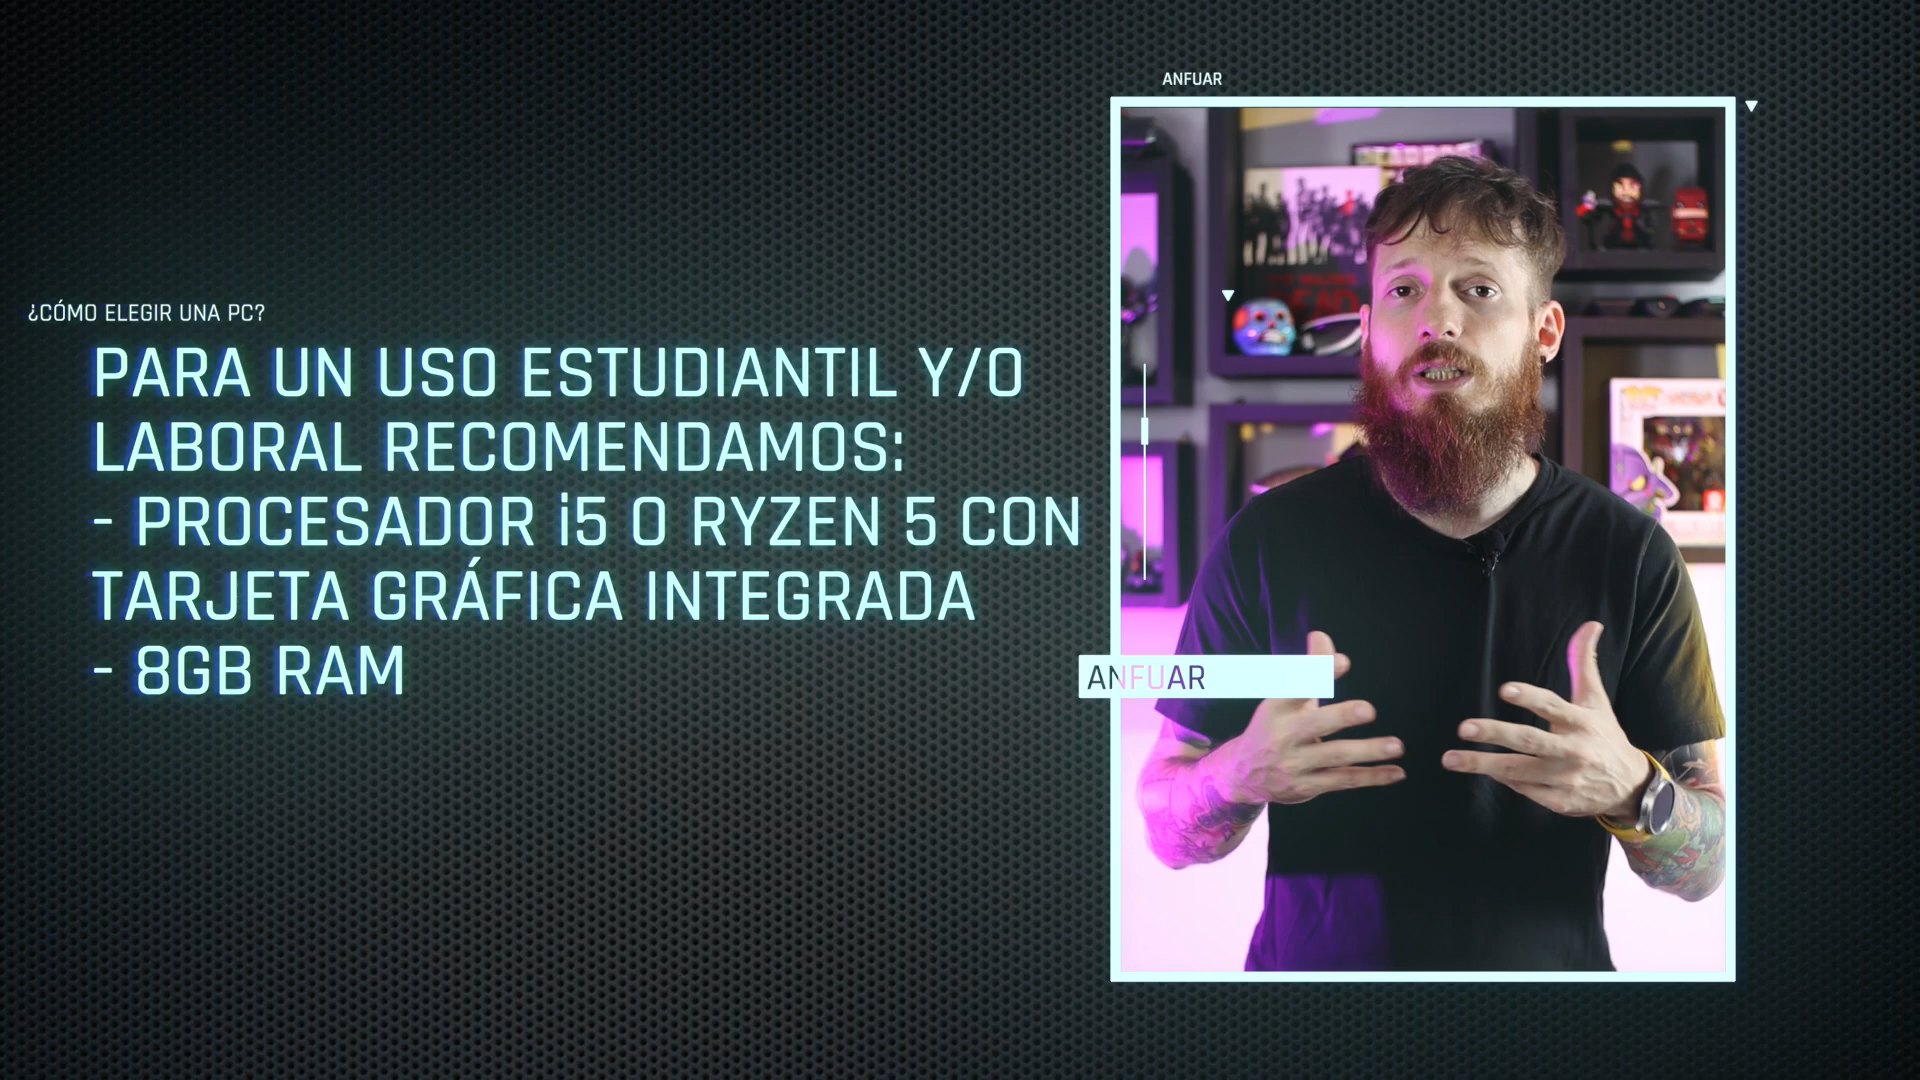 ANFUAR
¿CÓMO ELEGIR UNA PC?
PARA UN USO ESTUDIANTIL Y/O
LABORAL RECOMENDAMOS:
- PROCESADOR i5 O RYZEN 5 CON
TARJETA GRÁFICA INTEGRADA
- 8GB RAM
ANFUAR
DEAD